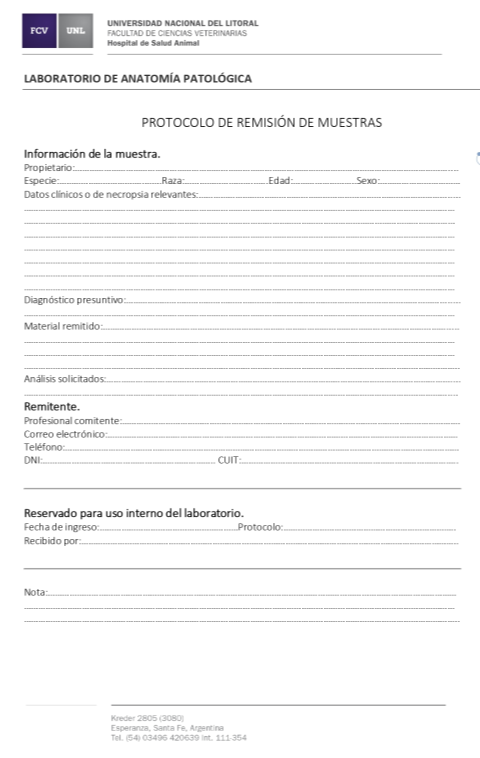 FCV UNL
UNIVERSIDAD NACIONAL DEL LITORAL
FACULTAD DE CIENCIAS VETERINARIAS
Hospital de Salud Animal
LABORATORIO DE ANATOMÍA PATOLÓGICA
PROTOCOLO DE REMISIÓN DE MUESTRAS
Información de la muestra.
Propietario:
Especie: Raza: Edad: Sexo:
Datos clínicos o de necropsia relevantes:
Diagnóstico presuntivo:
Material remitido:
Análisis solicitados:
Remitente.
Profesional comitente:
Correo electrónico:
Teléfono:
DNI: CUIT:
Reservado para uso interno del laboratorio.
Fecha de ingreso: Protocolo:
Recibido por:
Nota:
Kreder 2805 (3080)
Esperanza, Santa Fe, Argentina
Tel. (54) 03496 420639 int. 111-354